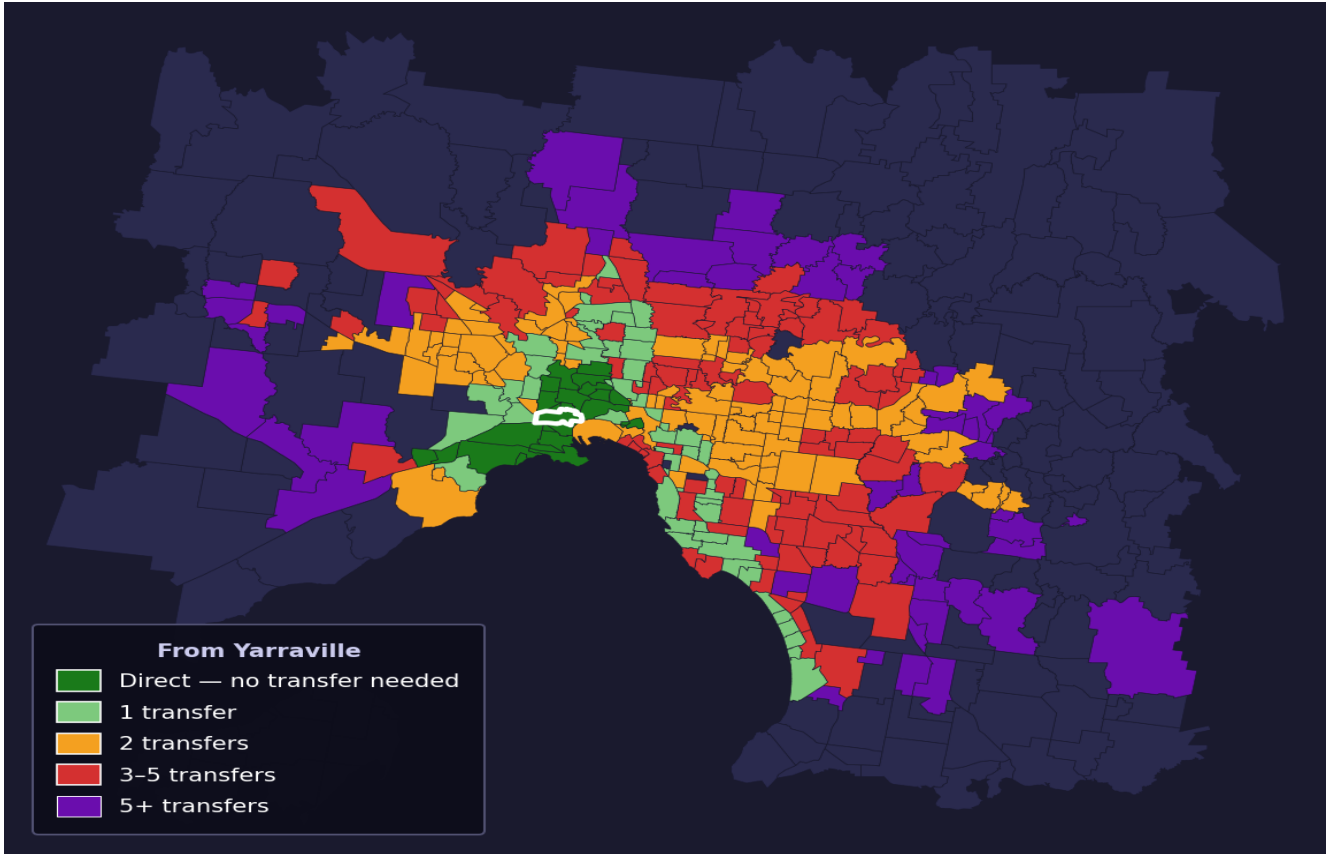 From Yarraville
Direct — no transfer needed
1 transfer
2 transfers
3–5 transfers
5+ transfers